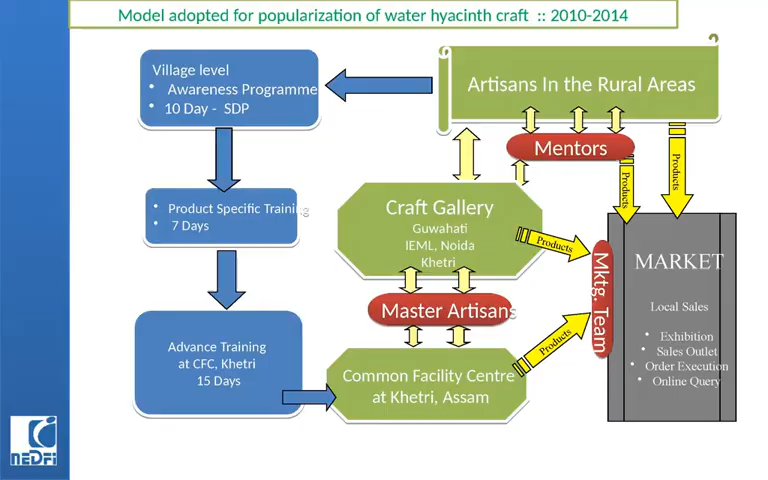 Model adopted for popularization of water hyacinth craft :: 2010-2014
Village level
• Awareness Programme
• 10 Day - SDP
Artisans In the Rural Areas
Mentors
Products
Products
• Product Specific Training
• 7 Days
Craft Gallery
Guwahati
IEML, Noida
Khetri
Products
Mktg. Team
MARKET
Local Sales
• Exhibition
• Sales Outlet
• Order Execution
• Online Query
Master Artisans
Products
Advance Training
at CFC, Khetri
15 Days
Common Facility Centre
at Khetri, Assam
NEDFi